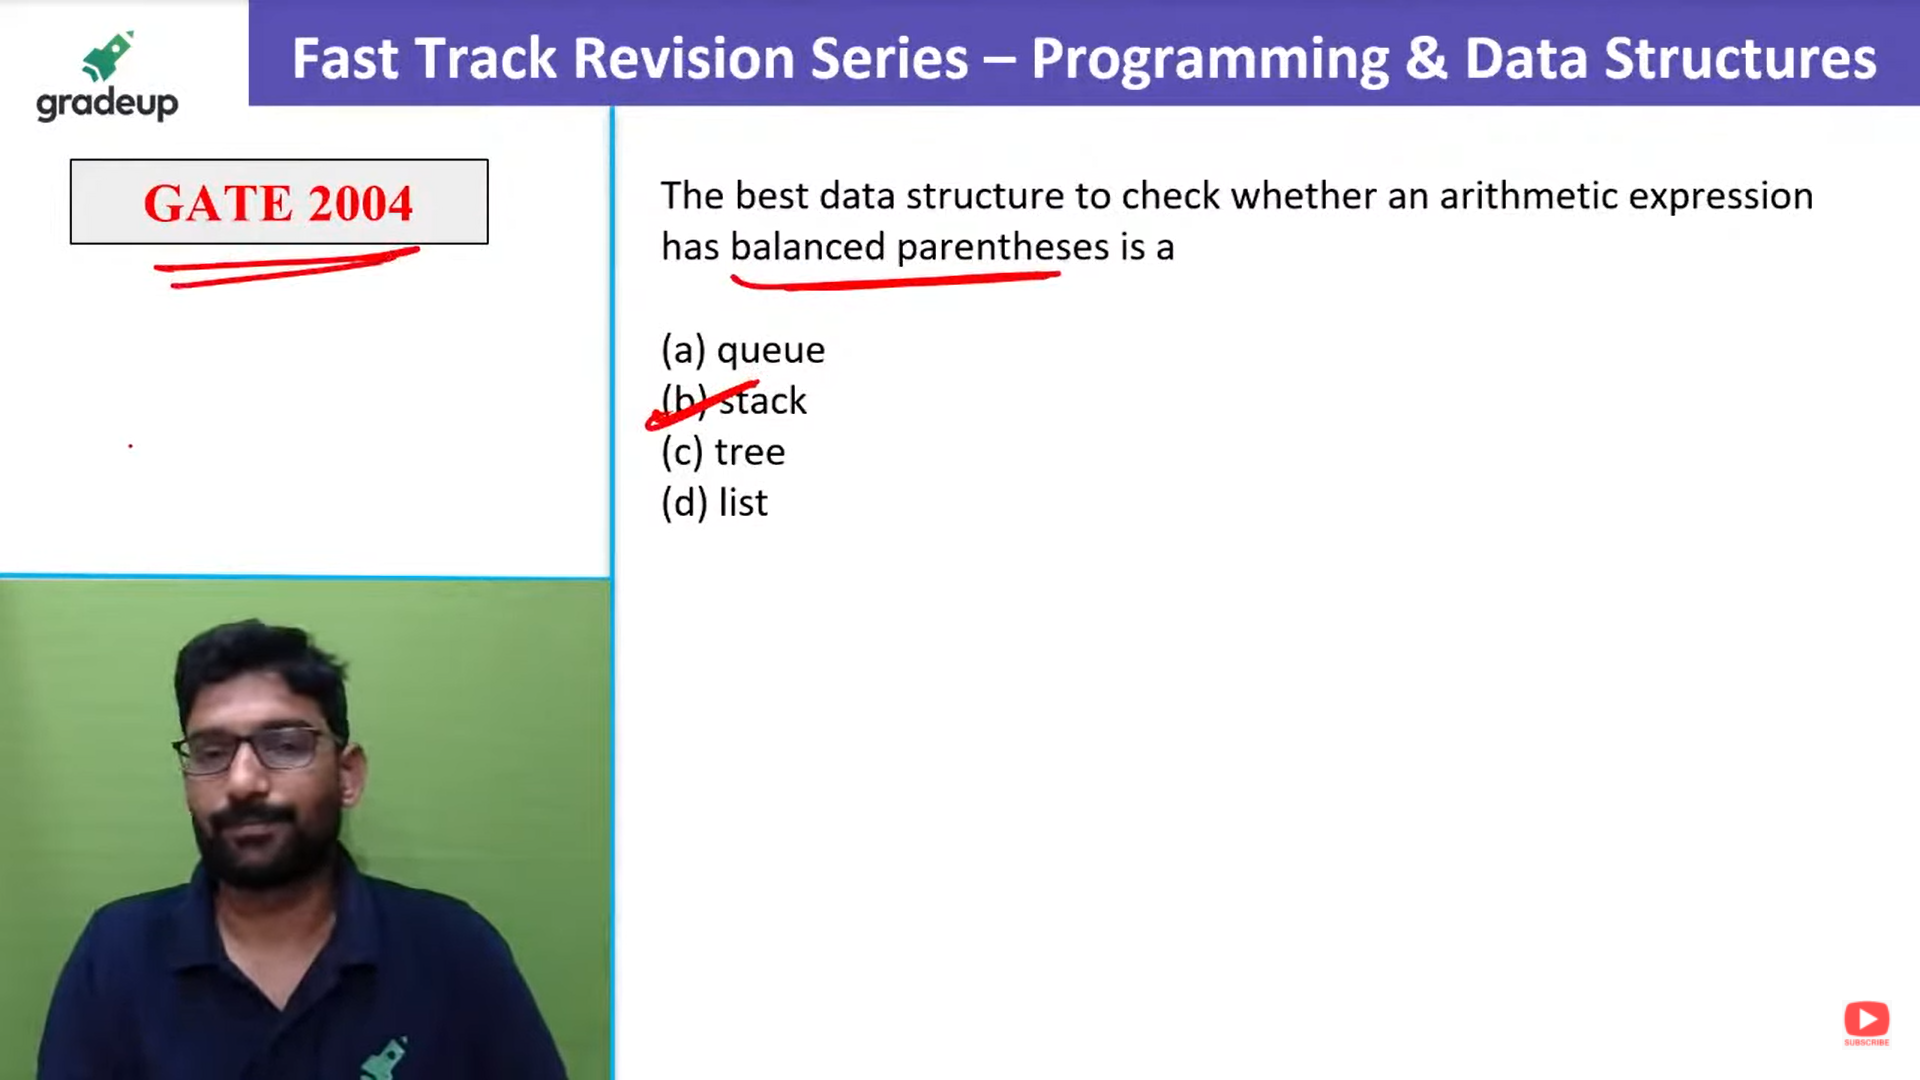 gradeup
Fast Track Revision Series – Programming & Data Structures
GATE 2004
The best data structure to check whether an arithmetic expression
has balanced parentheses is a
(a) queue
(b) stack
(c) tree
(d) list
SUBSCRIBE